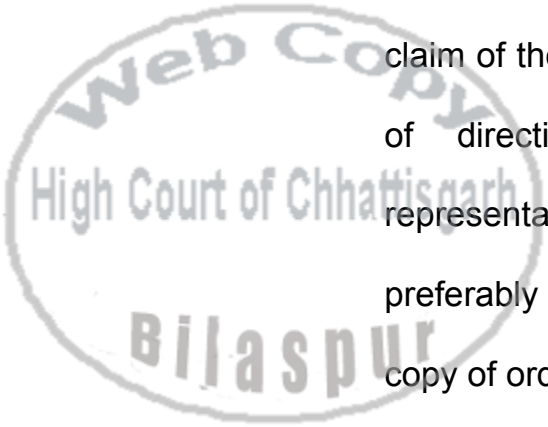 Web Copy
claim of the
of directi
High Court of Chhattisgarh
representa
preferably
Bilaspur
copy of ord